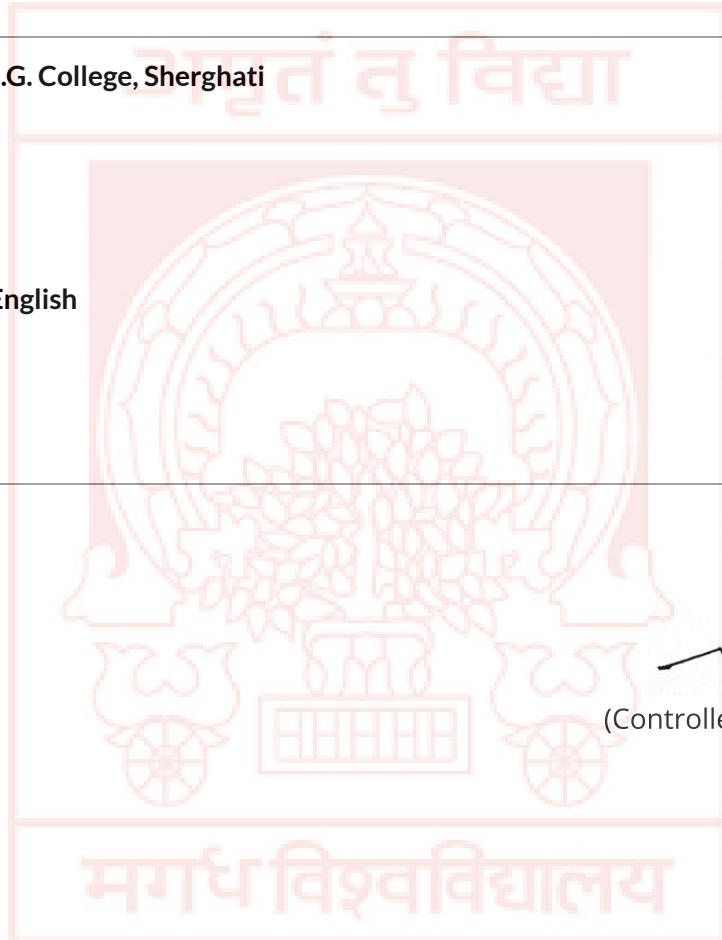 अमृतं तु विद्या
.G. College, Sherghati
English
(Controlle
मगध विश्वविद्यालय